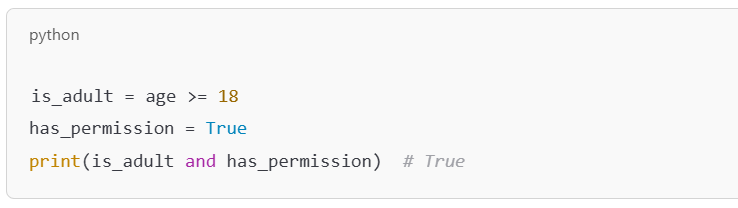 python
is_adult = age >= 18
has_permission = True
print(is_adult and has_permission)  # True